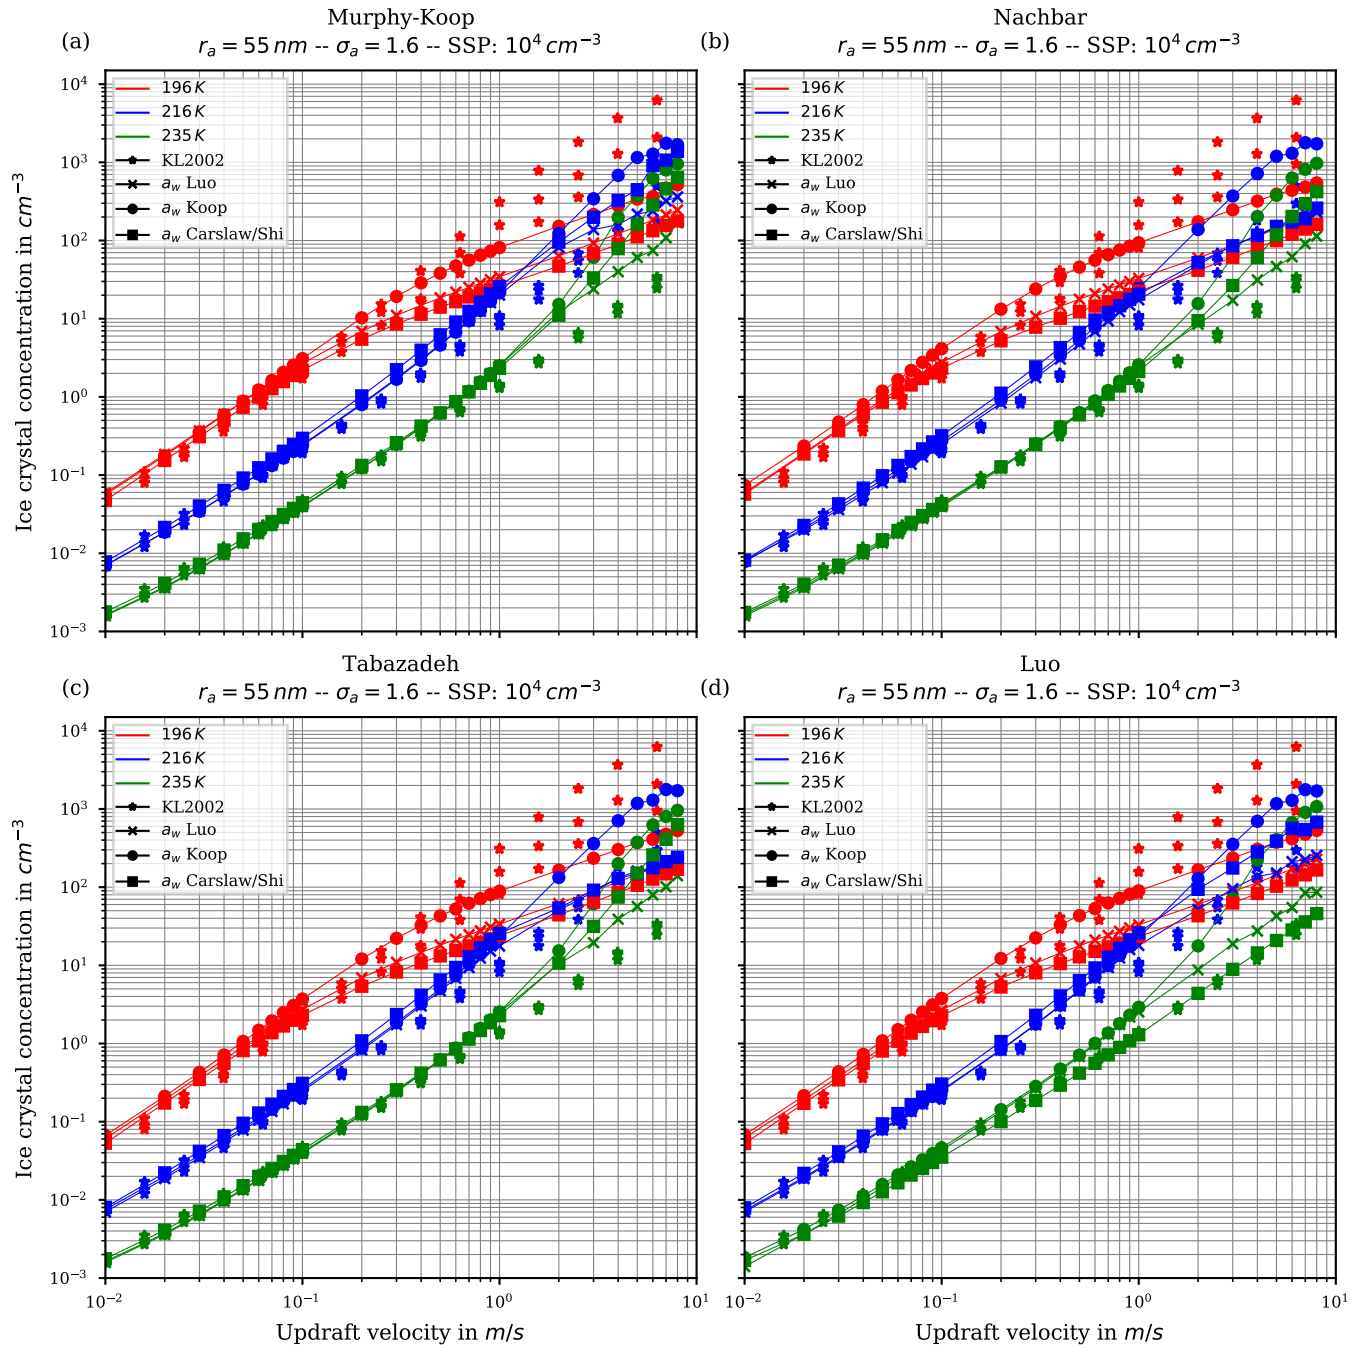 Murphy-Koop
(a)
r_a = 55 nm -- σ_a = 1.6 -- SSP: 10^4 cm^−3
Nachbar
(b)
r_a = 55 nm -- σ_a = 1.6 -- SSP: 10^4 cm^−3
196 K
216 K
235 K
KL2002
a_w Luo
a_w Koop
a_w Carslaw/Shi
196 K
216 K
235 K
KL2002
a_w Luo
a_w Koop
a_w Carslaw/Shi
10^4
10^3
10^2
10^1
10^0
10^−1
10^−2
10^−3
Ice crystal concentration in cm^−3
Tabazadeh
(c)
r_a = 55 nm -- σ_a = 1.6 -- SSP: 10^4 cm^−3
Luo
(d)
r_a = 55 nm -- σ_a = 1.6 -- SSP: 10^4 cm^−3
196 K
216 K
235 K
KL2002
a_w Luo
a_w Koop
a_w Carslaw/Shi
196 K
216 K
235 K
KL2002
a_w Luo
a_w Koop
a_w Carslaw/Shi
10^4
10^3
10^2
10^1
10^0
10^−1
10^−2
10^−3
Ice crystal concentration in cm^−3
10^−2 10^−1 10^0 10^1
Updraft velocity in m/s
10^−2 10^−1 10^0 10^1
Updraft velocity in m/s